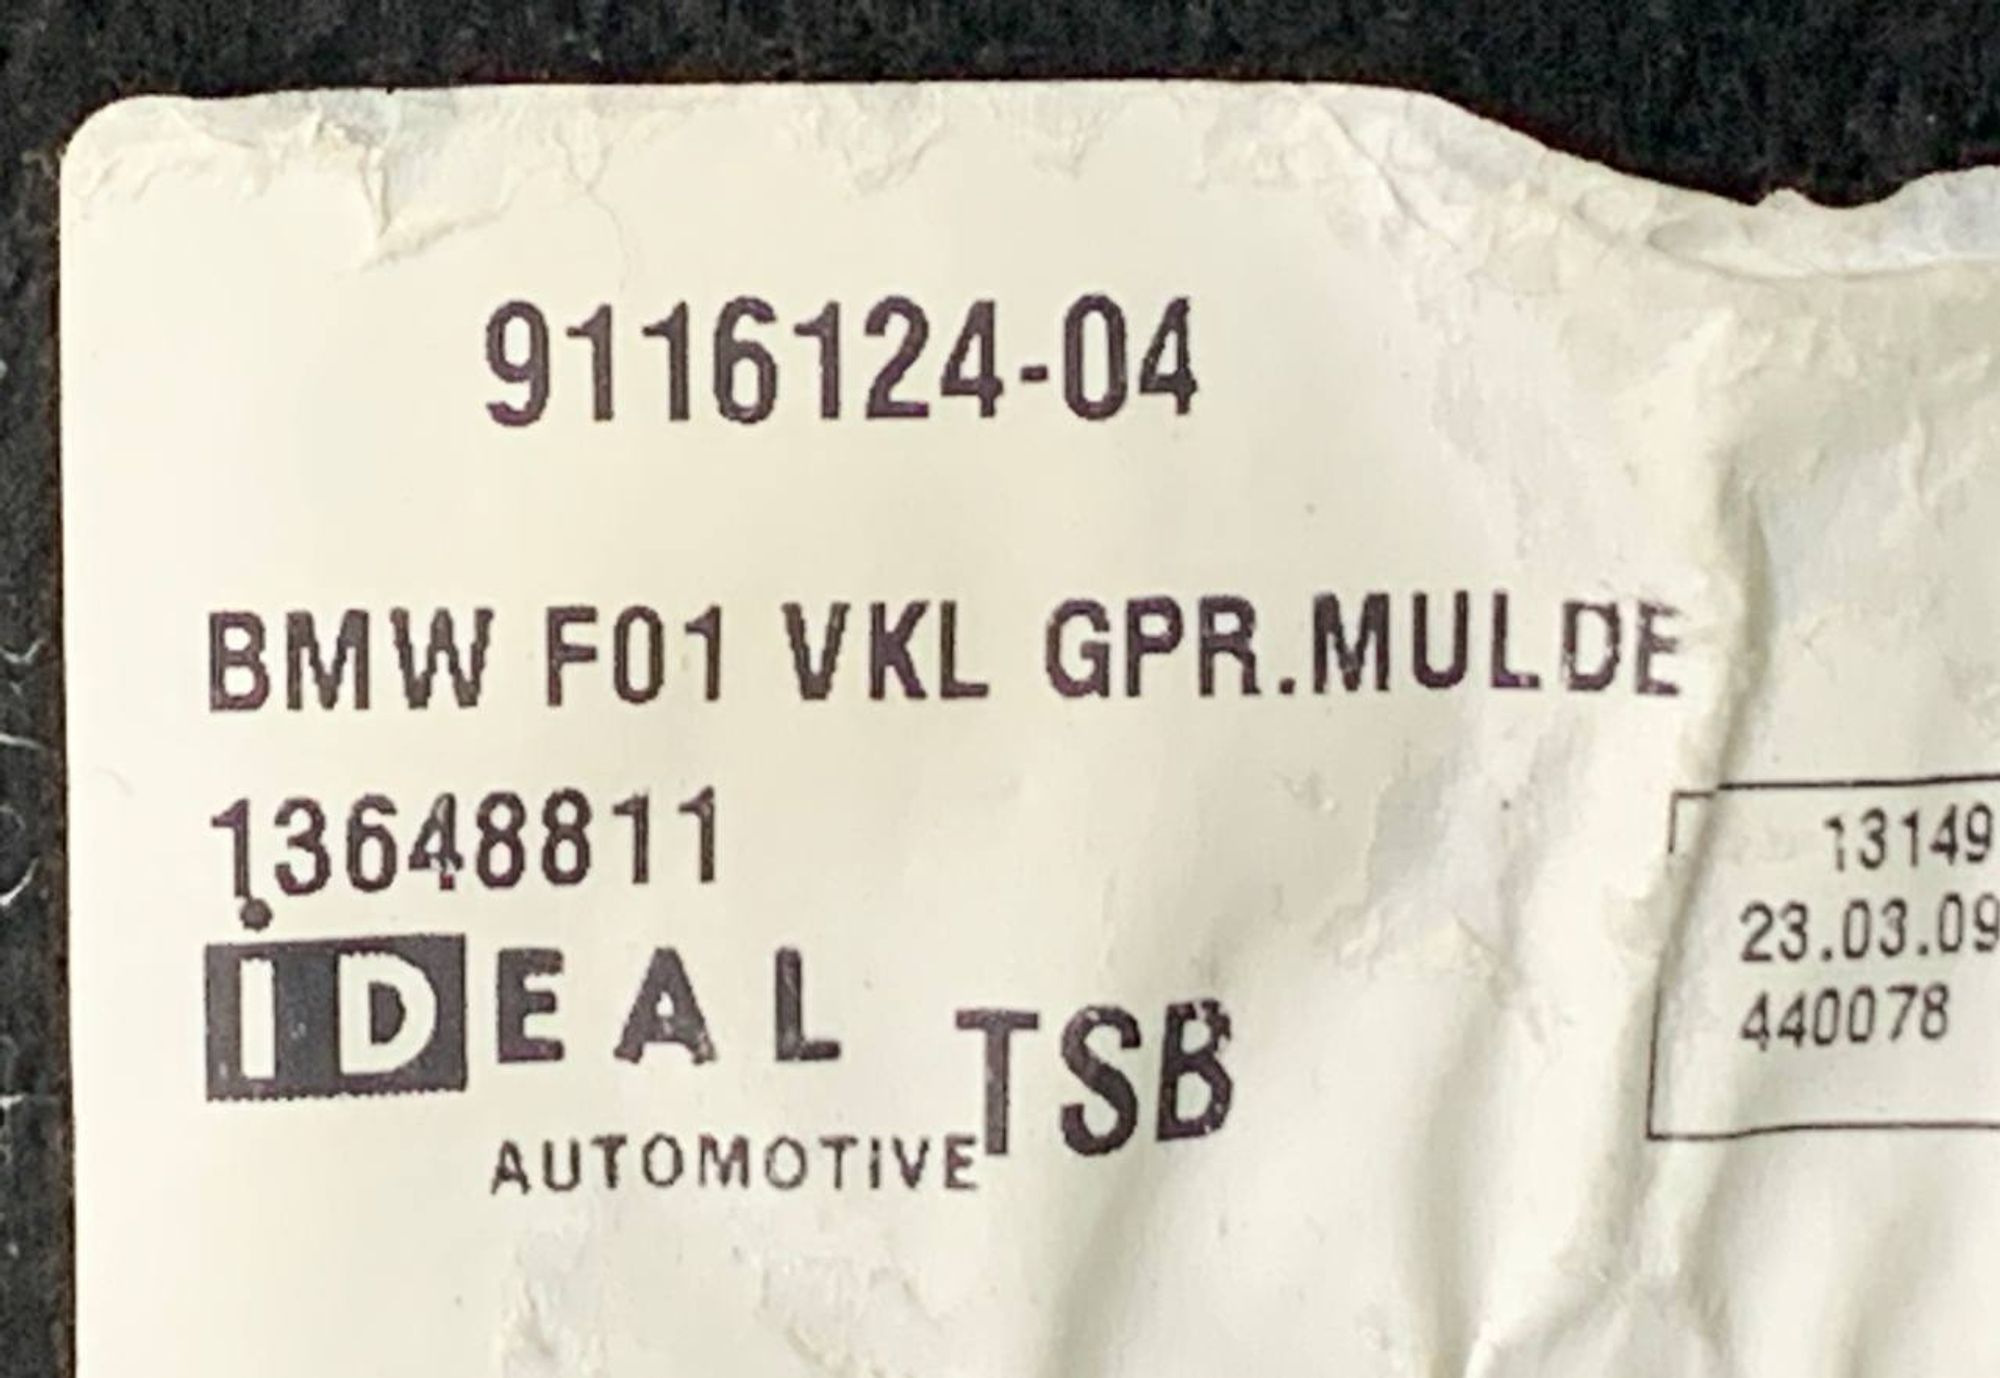 9116124-04
BMW F01 VKL GPR.MULDE
13648811
IDEAL TSB
AUTOMOTIVE
13149
23.03.09
440078